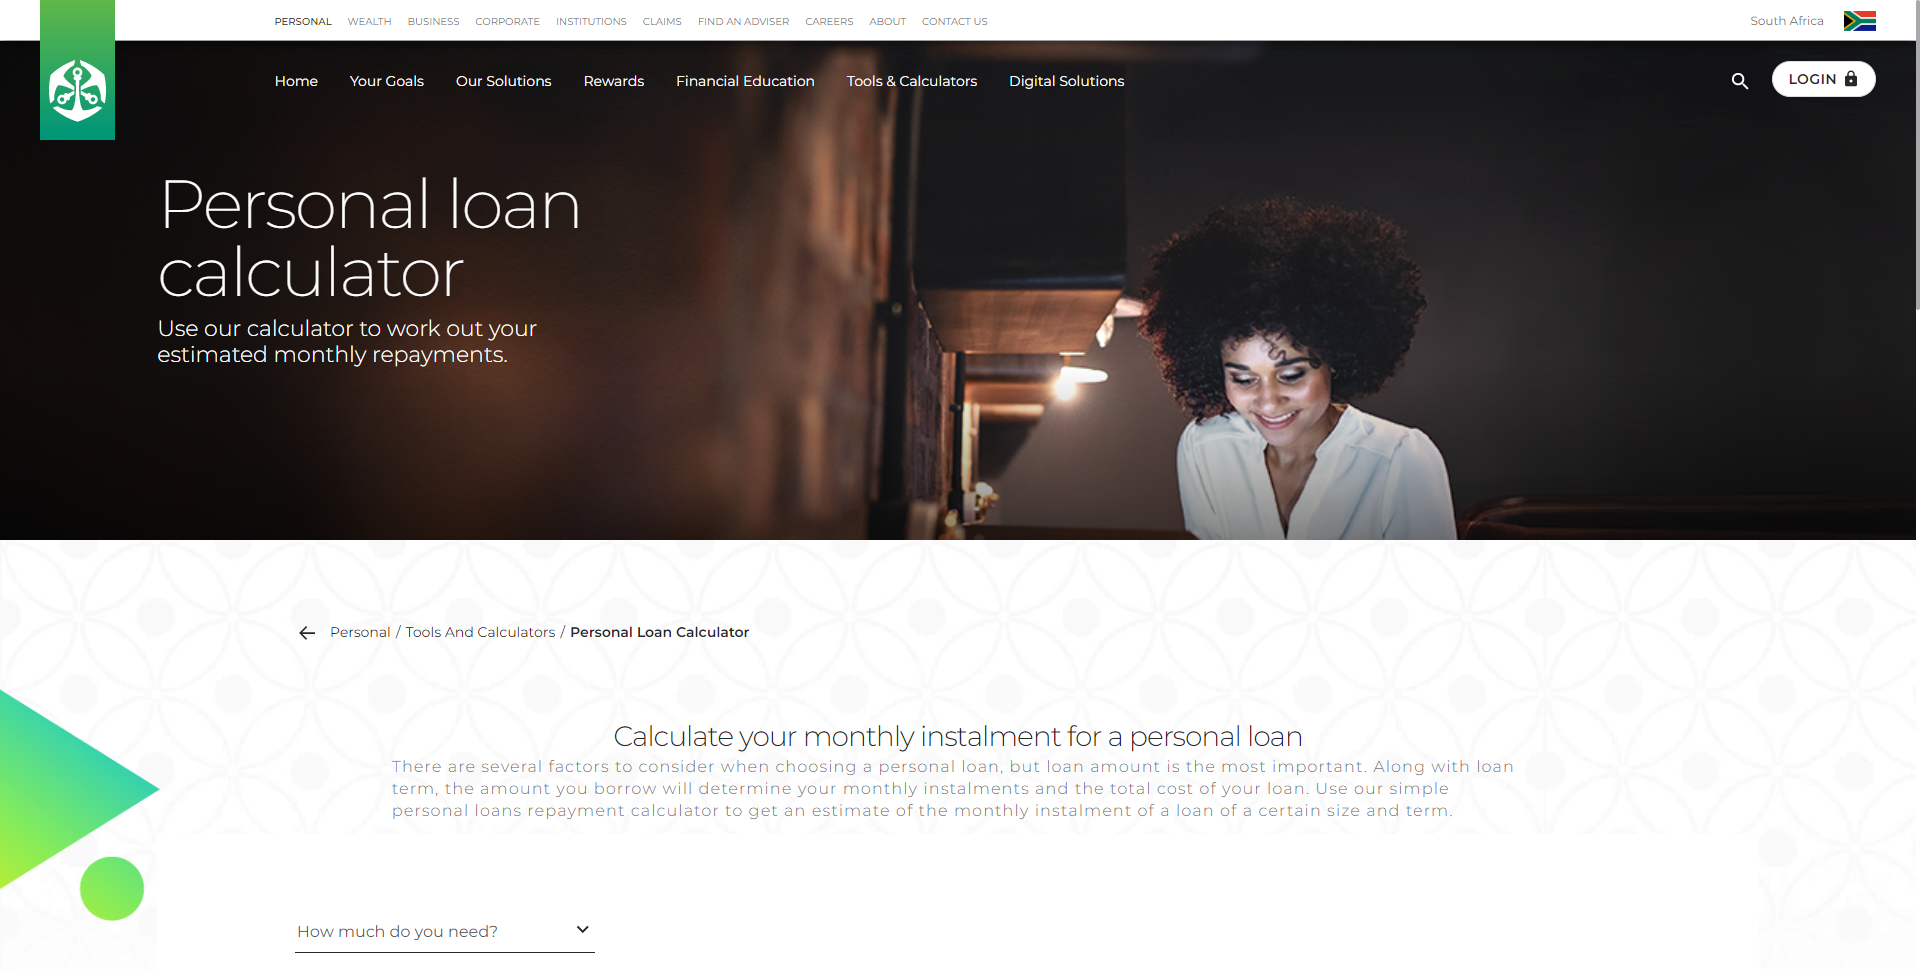 PERSONAL WEALTH BUSINESS CORPORATE INSTITUTIONS CLAIMS FIND AN ADVISER CAREERS ABOUT CONTACT US
South Africa
Home Your Goals Our Solutions Rewards Financial Education Tools & Calculators Digital Solutions
LOGIN
Personal loan
calculator
Use our calculator to work out your
estimated monthly repayments.
Personal / Tools And Calculators / Personal Loan Calculator
Calculate your monthly instalment for a personal loan
There are several factors to consider when choosing a personal loan, but loan amount is the most important. Along with loan
term, the amount you borrow will determine your monthly instalments and the total cost of your loan. Use our simple
personal loans repayment calculator to get an estimate of the monthly instalment of a loan of a certain size and term.
How much do you need?